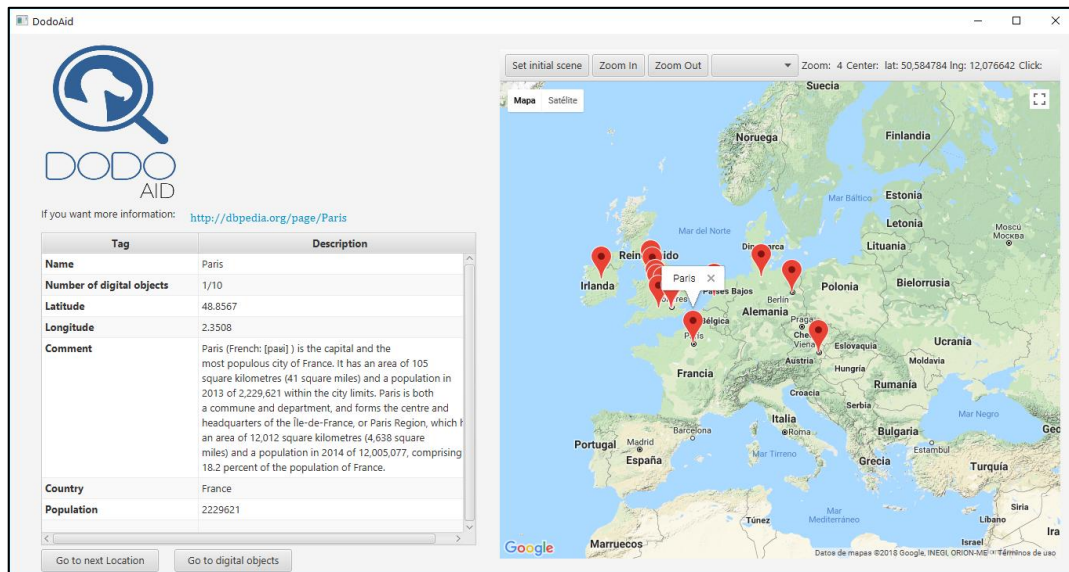 DodoAid
DODO
AID
If you want more information: http://dbpedia.org/page/Paris
Tag Description
Name Paris
Number of digital objects 1/10
Latitude 48.8567
Longitude 2.3508
Comment Paris (French: [paʁi] ) is the capital and the
most populous city of France. It has an area of 105
square kilometres (41 square miles) and a population in
2013 of 2,229,621 within the city limits. Paris is both
a commune and department, and forms the centre and
headquarters of the Île-de-France, or Paris Region, which h
an area of 12,012 square kilometres (4,638 square
miles) and a population in 2014 of 12,005,077, comprising
18.2 percent of the population of France.
Country France
Population 2229621
Go to next Location Go to digital objects
Set initial scene Zoom In Zoom Out Zoom: 4 Center: lat: 50,584784 lng: 12,076642 Click:
Mapa Satélite
Suecia
Noruega
Finlandia
Estonia
Mar Báltico
Letonia
Moscú
Москва
Mar del Norte
Lituania
Irlanda
Paris
Países Bajos
Berlín
Polonia
Bielorrusia
Bélgica
Alemania
Praga
París
Viena
Eslovaquia
Ucrania
Austria
Moldavia
Hungría
Francia
Rumanía
Croacia
Serbia
Italia
Mar Negro
Barcelona
Roma
Bulgaria
Portugal
Madrid
Estambul
España
Mar Tirreno
Grecia
Turquía
Siria
Mar
Mediterráneo
Túnez
Líbano
Ira
Israel
Marruecos
Google
Datos de mapas ©2018 Google, INEGI, ORION-ME Términos de uso